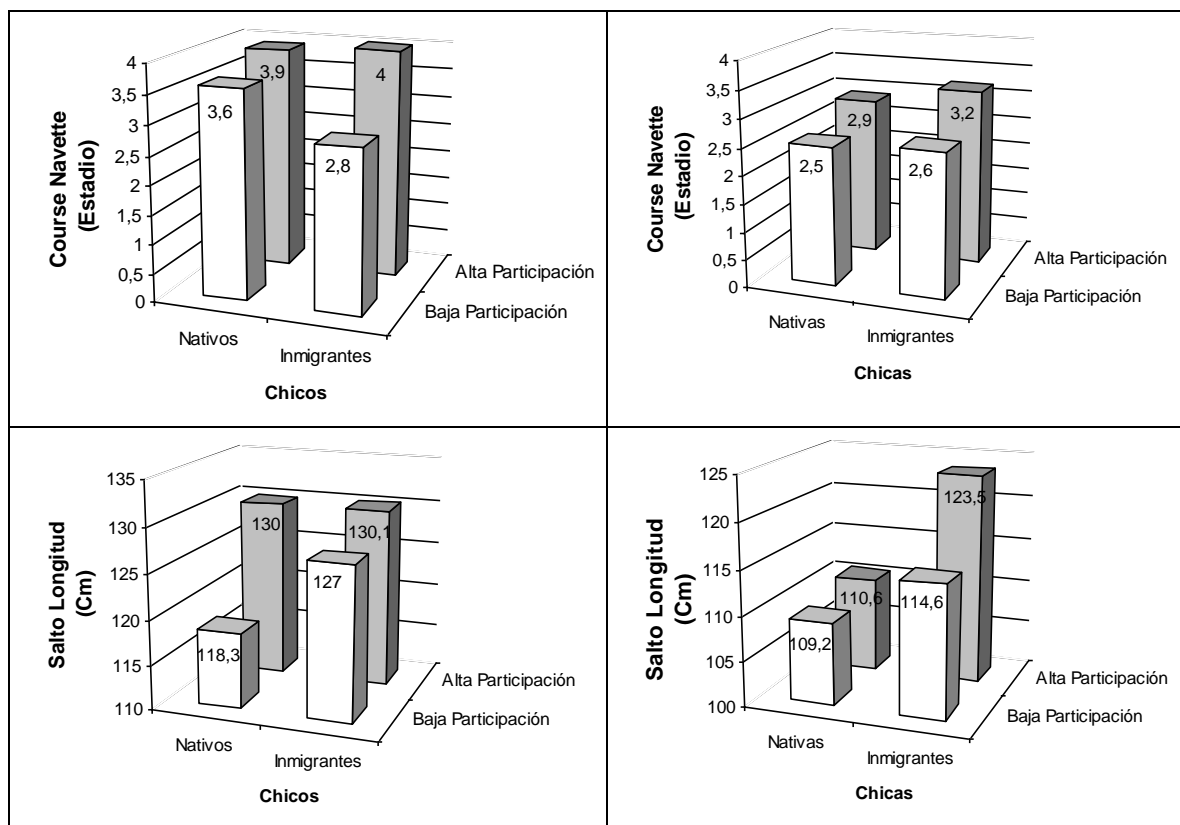 Course Navette
(Estadio)
4
3,5
3
2,5
2
1,5
1
0,5
0
3,9
4
3,6
2,8
Alta Participación
Baja Participación
Nativos
Inmigrantes
Chicos
Course Navette
(Estadio)
4
3,5
3
2,5
2
1,5
1
0,5
0
2,9
3,2
2,5
2,6
Alta Participación
Baja Participación
Nativas
Inmigrantes
Chicas
Salto Longitud
(Cm)
135
130
125
120
115
110
130
130,1
127
118,3
Alta Participación
Baja Participación
Nativos
Inmigrantes
Chicos
Salto Longitud
(Cm)
125
120
115
110
105
100
123,5
110,6
114,6
109,2
Alta Participación
Baja Participación
Nativas
Inmigrantes
Chicas